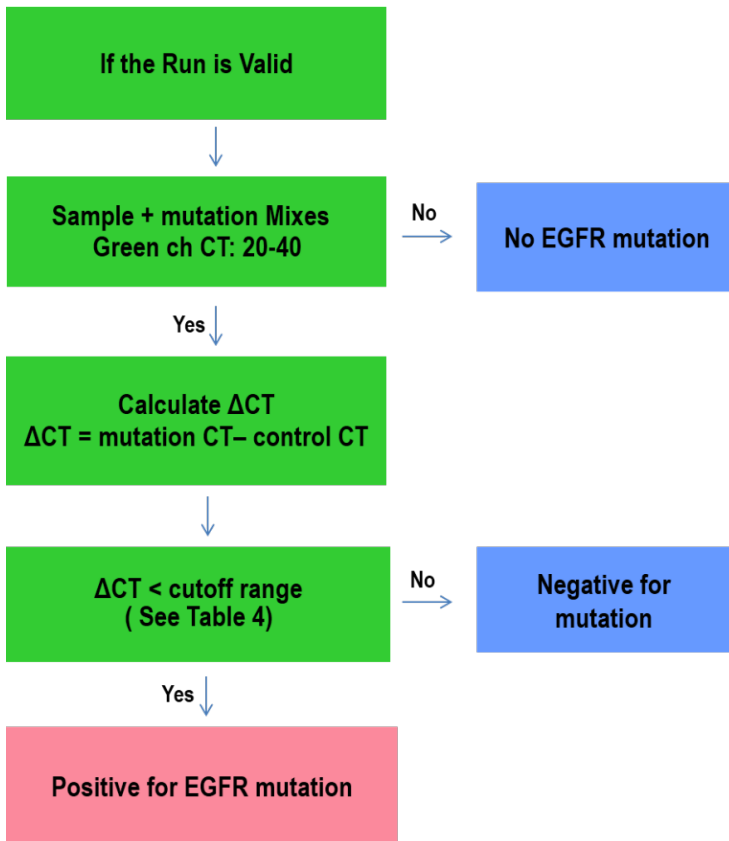 If the Run is Valid
Sample + mutation Mixes
Green ch CT: 20-40
No
No EGFR mutation
Yes
Calculate ΔCT
ΔCT = mutation CT– control CT
ΔCT < cutoff range
( See Table 4)
No
Negative for
mutation
Yes
Positive for EGFR mutation